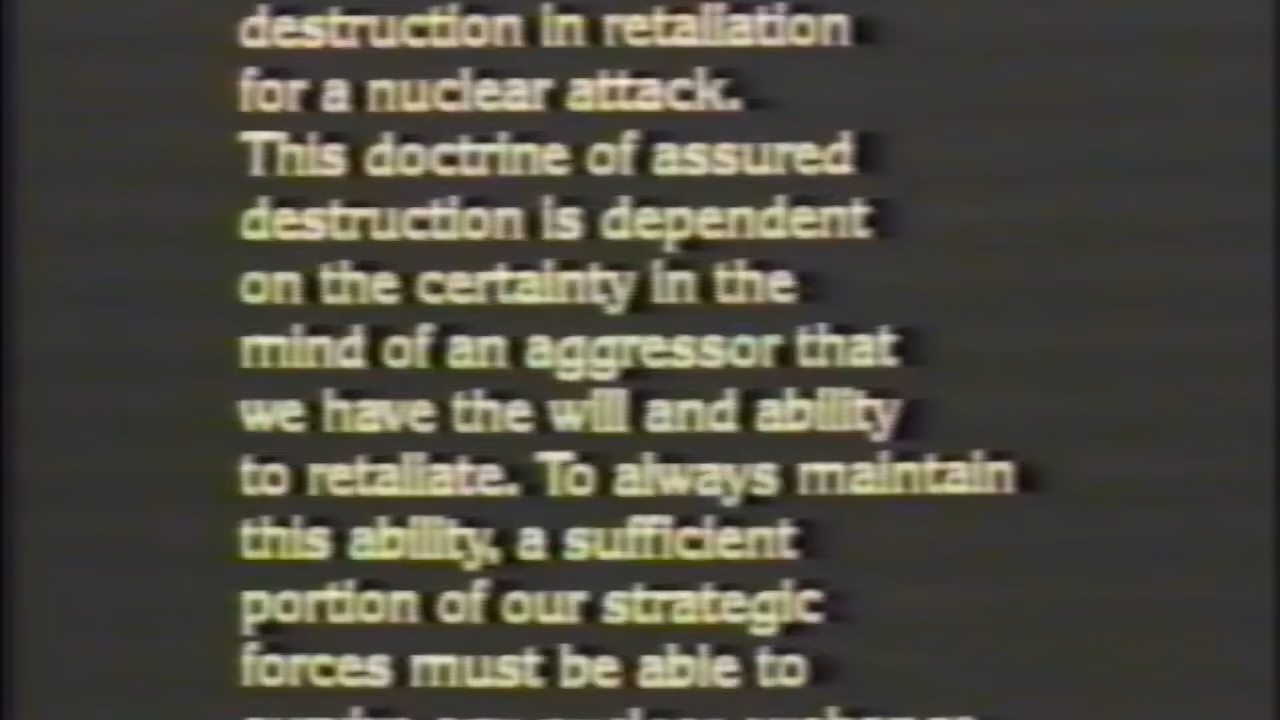 destruction in retaliation
for a nuclear attack.
This doctrine of assured
destruction is dependent
on the certainty in the
mind of an aggressor that
we have the will and ability
to retaliate. To always maintain
this ability, a sufficient
portion of our strategic
forces must be able to